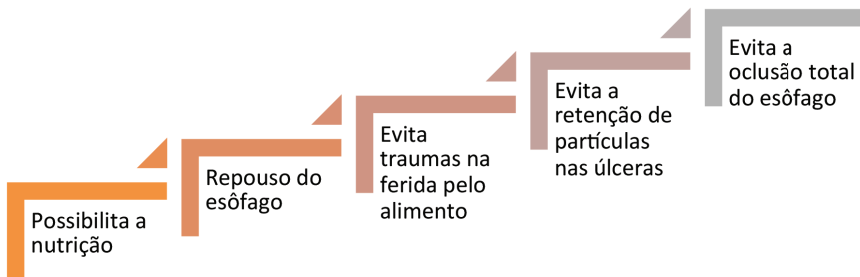 Possibilita a
nutrição
Repouso do
esôfago
Evita
traumas na
ferida pelo
alimento
Evita a
retenção de
partículas
nas úlceras
Evita a
oclusão total
do esôfago